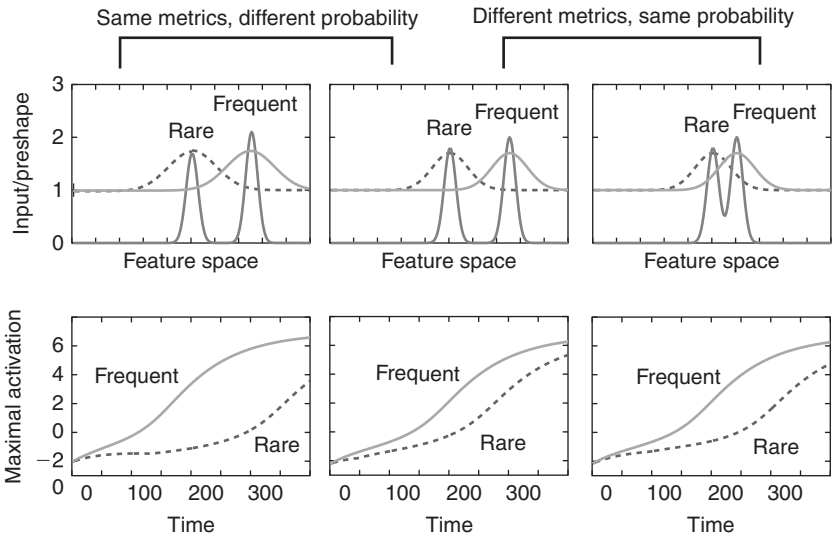 Same metrics, different probability
Different metrics, same probability
Input/preshape
3
2
1
0
Rare
Frequent
Feature space
Rare
Frequent
Feature space
Rare
Frequent
Feature space
Maximal activation
6
4
2
0
−2
0
Frequent
Rare
0 100 200 300
Time
Frequent
Rare
0 100 200 300
Time
Frequent
Rare
0 100 200 300
Time